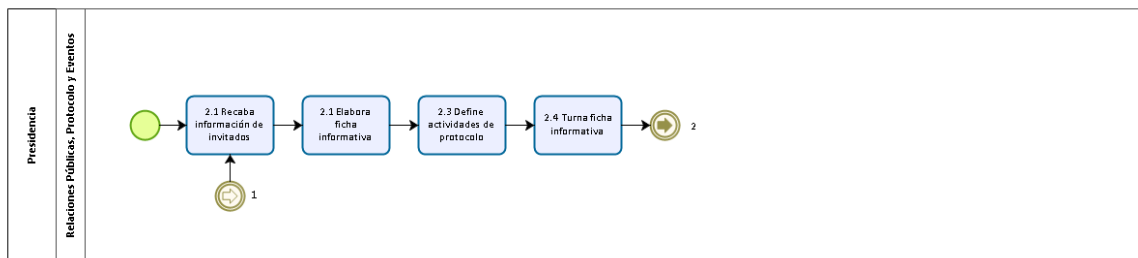 Presidencia
Relaciones Públicas, Protocolo y Eventos
2.1 Recaba
información de
invitados
2.1 Elabora
ficha
informativa
2.3 Define
actividades de
protocolo
2.4 Turna ficha
informativa
2
1